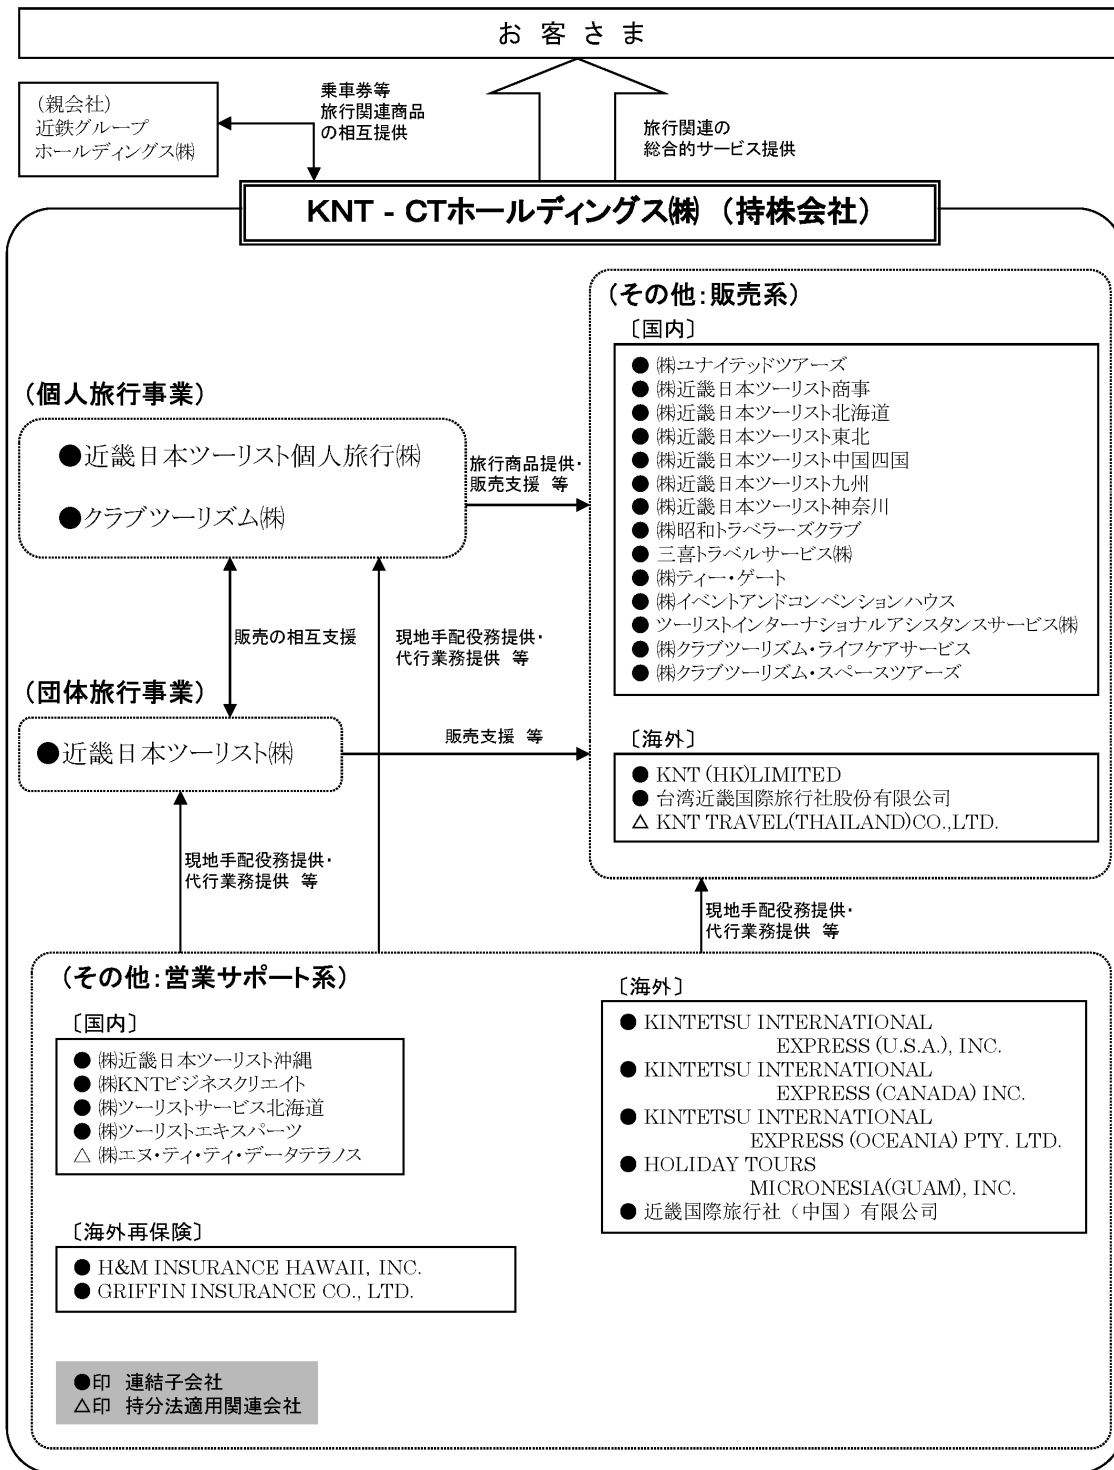 お客さま
(親会社)
近鉄グループ
ホールディングス㈱
乗車券等
旅行関連商品
の相互提供
旅行関連の
総合的サービス提供
KNT-CTホールディングス㈱ (持株会社)
(その他:販売系)
〔国内〕
● ㈱ユナイテッドツアーズ
● ㈱近畿日本ツーリスト商事
● ㈱近畿日本ツーリスト北海道
● ㈱近畿日本ツーリスト東北
● ㈱近畿日本ツーリスト中国四国
● ㈱近畿日本ツーリスト九州
● ㈱近畿日本ツーリスト神奈川
● ㈱昭和トラベラーズクラブ
● 三喜トラベルサービス㈱
● ㈱ティー・ゲート
● ㈱イベントアンドコンベンションハウス
● ツーリストインターナショナルアシスタンスサービス㈱
● ㈱クラブツーリズム・ライフケアサービス
● ㈱クラブツーリズム・スペースツアーズ
〔海外〕
● KNT (HK)LIMITED
● 台湾近畿国際旅行社股份有限公司
△ KNT TRAVEL(THAILAND)CO.,LTD.
(個人旅行事業)
●近畿日本ツーリスト個人旅行㈱
●クラブツーリズム㈱
旅行商品提供・
販売支援 等
販売の相互支援
現地手配役務提供・
代行業務提供 等
(団体旅行事業)
●近畿日本ツーリスト㈱
販売支援 等
現地手配役務提供・
代行業務提供 等
現地手配役務提供・
代行業務提供 等
(その他:営業サポート系)
〔国内〕
● ㈱近畿日本ツーリスト沖縄
● ㈱KNTビジネスクリエイト
● ㈱ツーリストサービス北海道
● ㈱ツーリストエキスパーツ
△ ㈱エヌ・ティ・ティ・データテラノス
〔海外再保険〕
● H&M INSURANCE HAWAII, INC.
● GRIFFIN INSURANCE CO., LTD.
〔海外〕
● KINTETSU INTERNATIONAL
EXPRESS (U.S.A.), INC.
● KINTETSU INTERNATIONAL
EXPRESS (CANADA) INC.
● KINTETSU INTERNATIONAL
EXPRESS (OCEANIA) PTY. LTD.
● HOLIDAY TOURS
MICRONESIA(GUAM), INC.
● 近畿国際旅行社(中国)有限公司
●印 連結子会社
△印 持分法適用関連会社